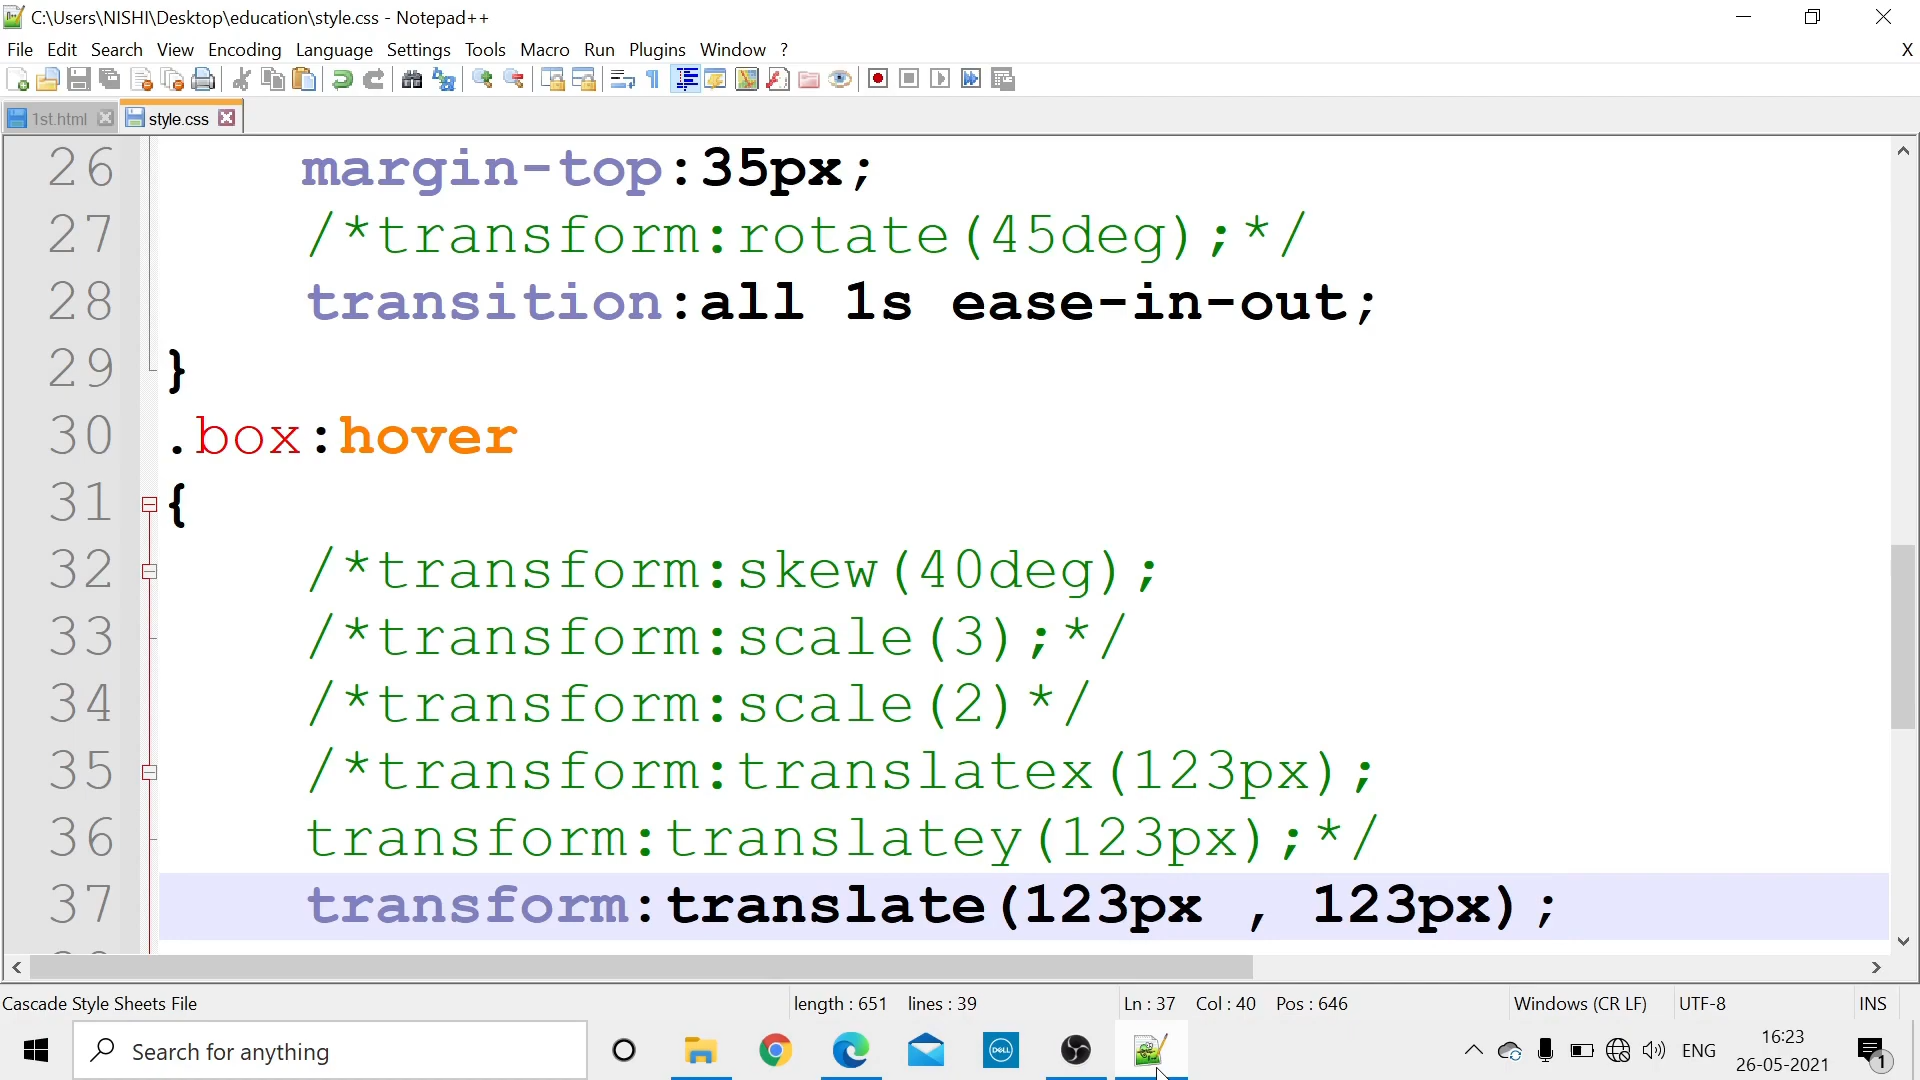 C:\Users\NISHI\Desktop\education\style.css - Notepad++
File Edit Search View Encoding Language Settings Tools Macro Run Plugins Window ? X
1st.html style.css
26 margin-top:35px;
27 /*transform:rotate(45deg);*/
28 transition:all 1s ease-in-out;
29 }
30 .box:hover
31 {
32 /*transform:skew(40deg);
33 /*transform:scale(3);*/
34 /*transform:scale(2)*/
35 /*transform:translatex(123px);
36 transform:translatey(123px);*/
37 transform:translate(123px , 123px);
Cascade Style Sheets File length : 651 lines : 39 Ln : 37 Col : 40 Pos : 646 Windows (CR LF) UTF-8 INS
Search for anything DELL ENG 16:23 1
26-05-2021